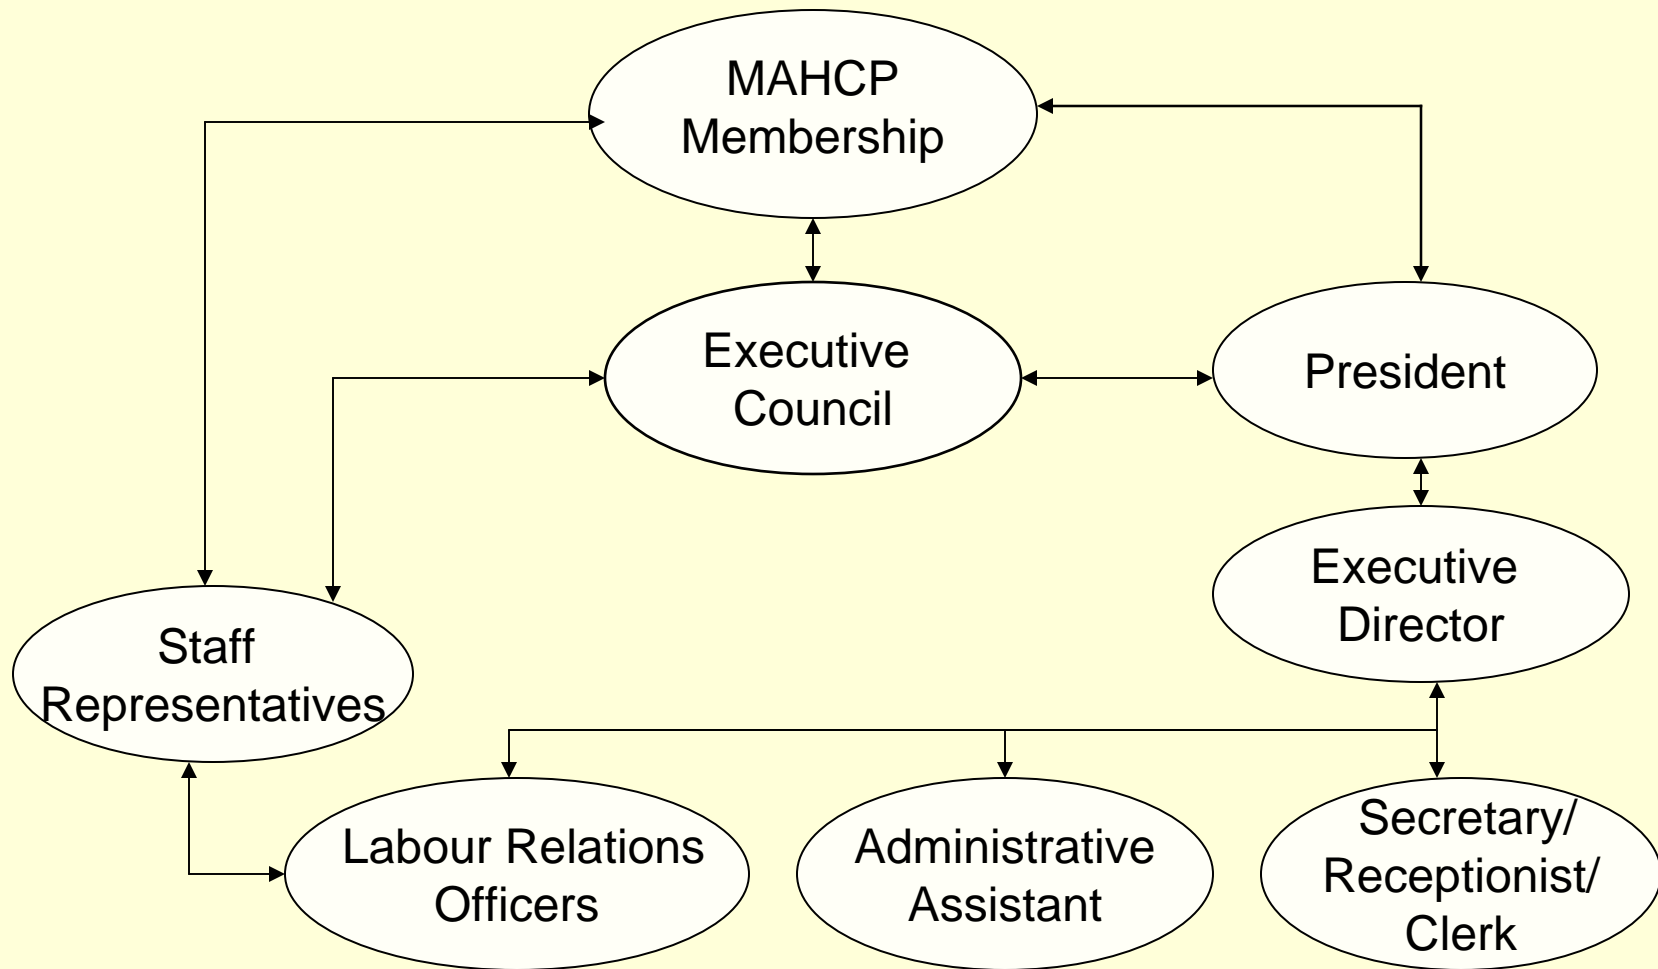 MAHCP
Membership
Executive
Council
President
Executive
Director
Staff
Representatives
Labour Relations
Officers
Administrative
Assistant
Secretary/
Receptionist/
Clerk